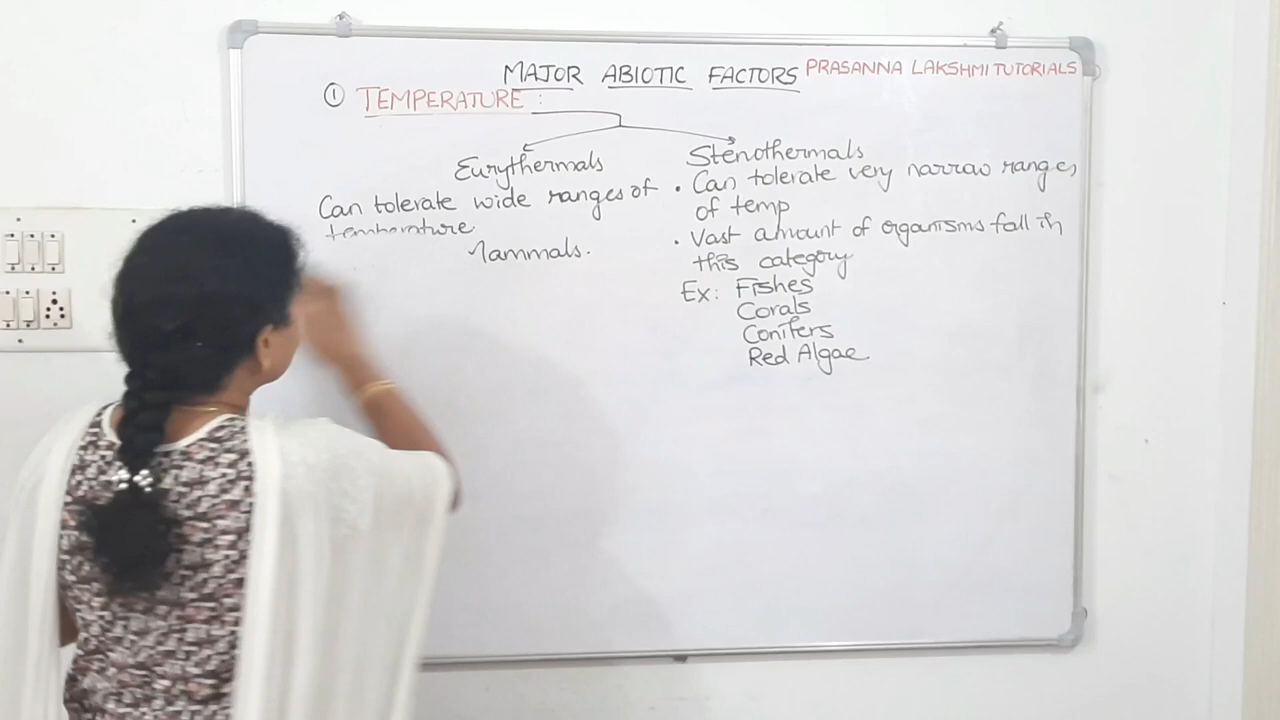 MAJOR ABIOTIC FACTORS PRASANNA LAKSHMI TUTORIALS
① TEMPERATURE :
Eurythermals
Can tolerate wide ranges of
temperature
Mammals.
Stenothermals
• Can tolerate very narrow ranges
of temp
• Vast amount of organisms fall in
this category
Ex: Fishes
Corals
Conifers
Red Algae